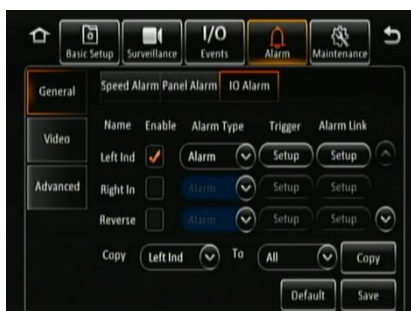 Basic Setup Surveillance I/O Events Alarm Maintenance
General Speed Alarm Panel Alarm IO Alarm
Video Name Enable Alarm Type Trigger Alarm Link
Left Ind Alarm Setup Setup
Advanced Right In Alarm Setup Setup
Reverse Alarm Setup Setup
Copy Left Ind To All Copy
Default Save